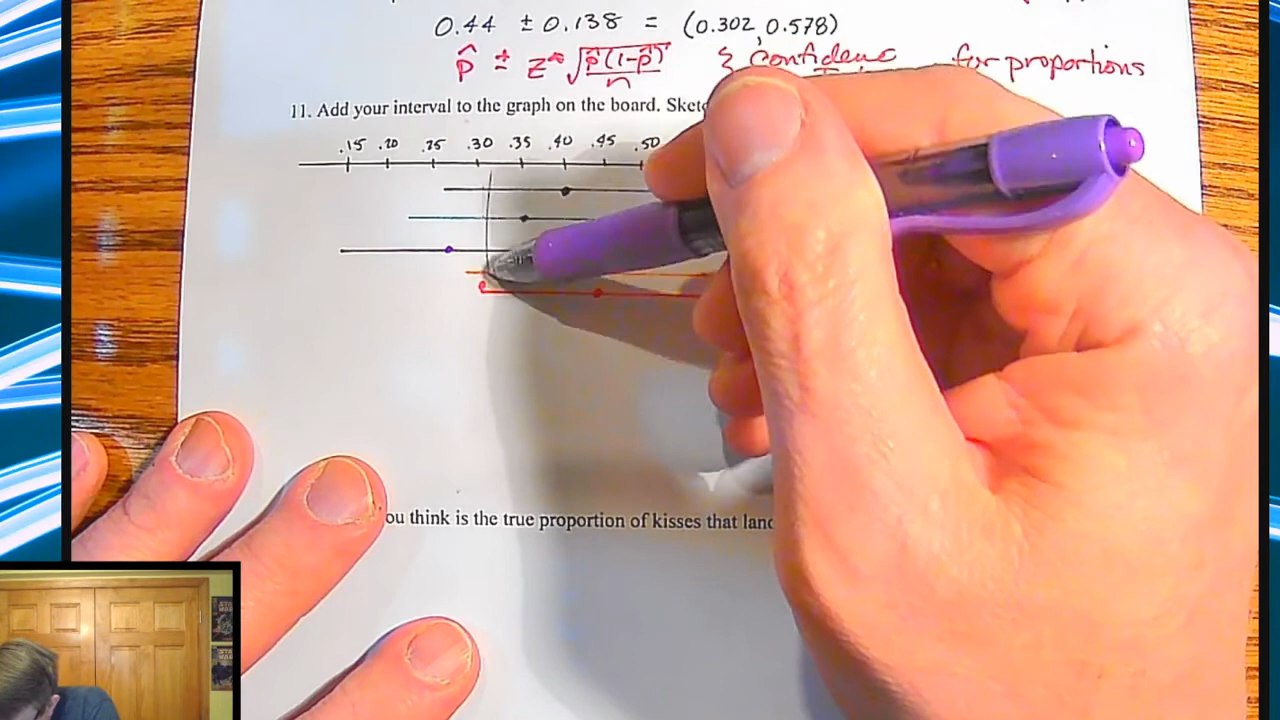 0.44 ± 0.138 = (0.302, 0.578)
p̂ ± z* √p̂(1-p̂)/n } Confidence for proportions
11. Add your interval to the graph on the board.
.15 .20 .25 .30 .35 .40 .45 .50
ou think is the true proportion of kisses that land
STAR WARS